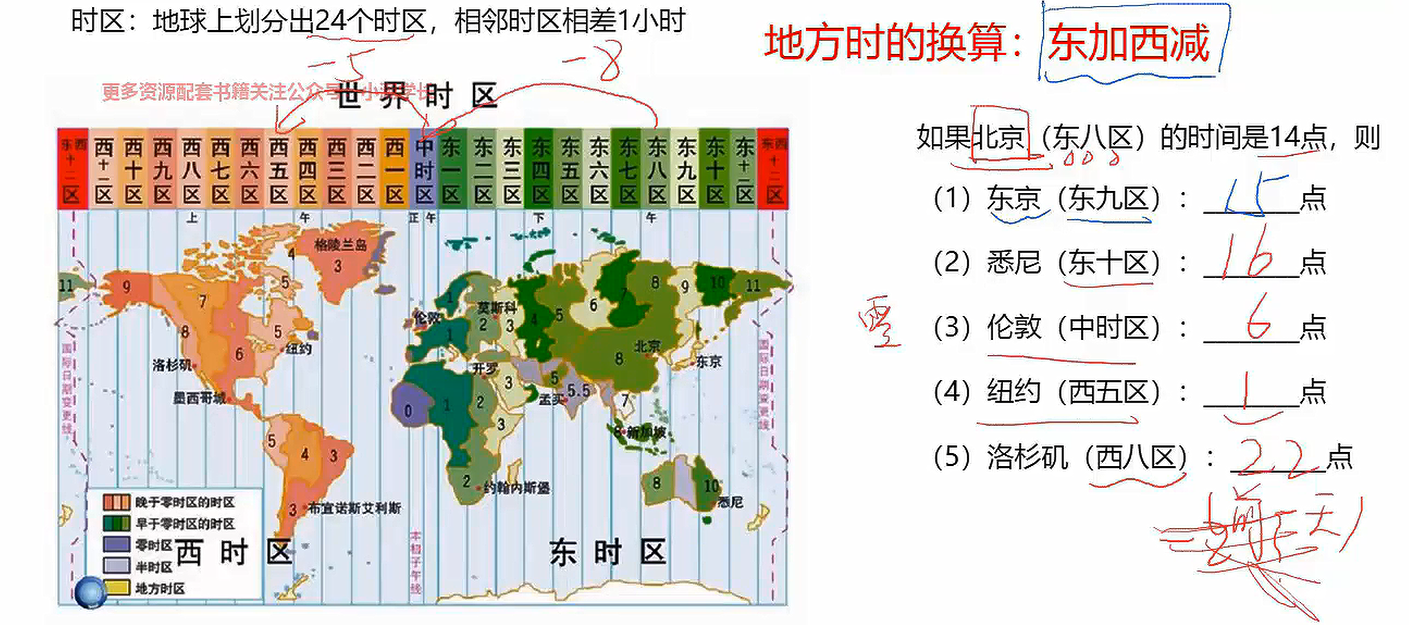 时区：地球上划分出24个时区，相邻时区相差1小时
-5
-8
更多资源配套书籍关注公众号：小
世界时区
东西十二区
西十一区
西十区
西九区
西八区
西七区
西六区
西五区
西四区
西三区
西二区
西一区
中时区
东一区
东二区
东三区
东四区
东五区
东六区
东七区
东八区
东九区
东十区
东十一区
东西十二区
上 午 正午 下 午
格陵兰岛
3
4
5
11
9
7
8
6
5
纽约
洛杉矶
墨西哥城
5
4
3
3
布宜诺斯艾利斯
伦敦
莫斯科
1
1
2
3
4
5
6
7
8
9
10
11
北京
8
东京
开罗
0
1
2
3
3
5
孟买
5.5
7
8
新加坡
2
约翰内斯堡
8
10
悉尼
国际日期变更线
国际日期变更线
本初子午线
晚于零时区的时区
早于零时区的时区
零时区
半时区
地方时区
西时区
东时区
地方时的换算：东加西减
如果北京（东八区）的时间是14点，则
（1）东京（东九区）：15点
（2）悉尼（东十区）：16点
零
（3）伦敦（中时区）：6点
（4）纽约（西五区）：1点
（5）洛杉矶（西八区）：22点
前一天